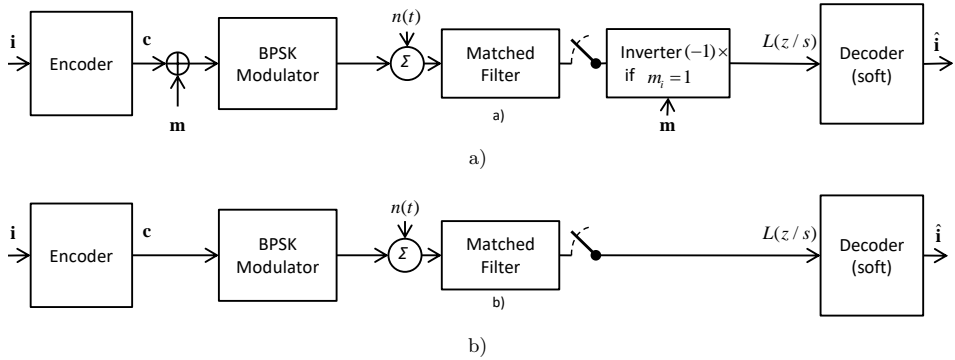 i
Encoder
c
m
BPSK
Modulator
n(t)
Σ
Matched
Filter
a)
Inverter (−1)×
if m_i = 1
m
L(z / s)
Decoder
(soft)
î
a)
i
Encoder
c
BPSK
Modulator
n(t)
Σ
Matched
Filter
b)
L(z / s)
Decoder
(soft)
î
b)